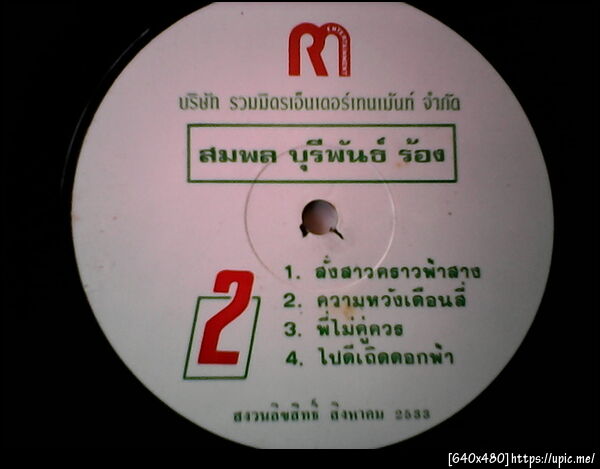 ENTERTAINMENT
บริษัท รวมมิตรเอ็นเตอร์เทนเม้นท์ จำกัด
สมพล บุรีพันธ์ ร้อง
1. สั่งสาวคราวฟ้าสาง
2. ความหวังเดือนสี่
3. พี่ไม่คู่ควร
4. ไปดีเถิดดอกฟ้า
2
สงวนลิขสิทธิ์ สิงหาคม 2533
[640x480]https://upic.me/